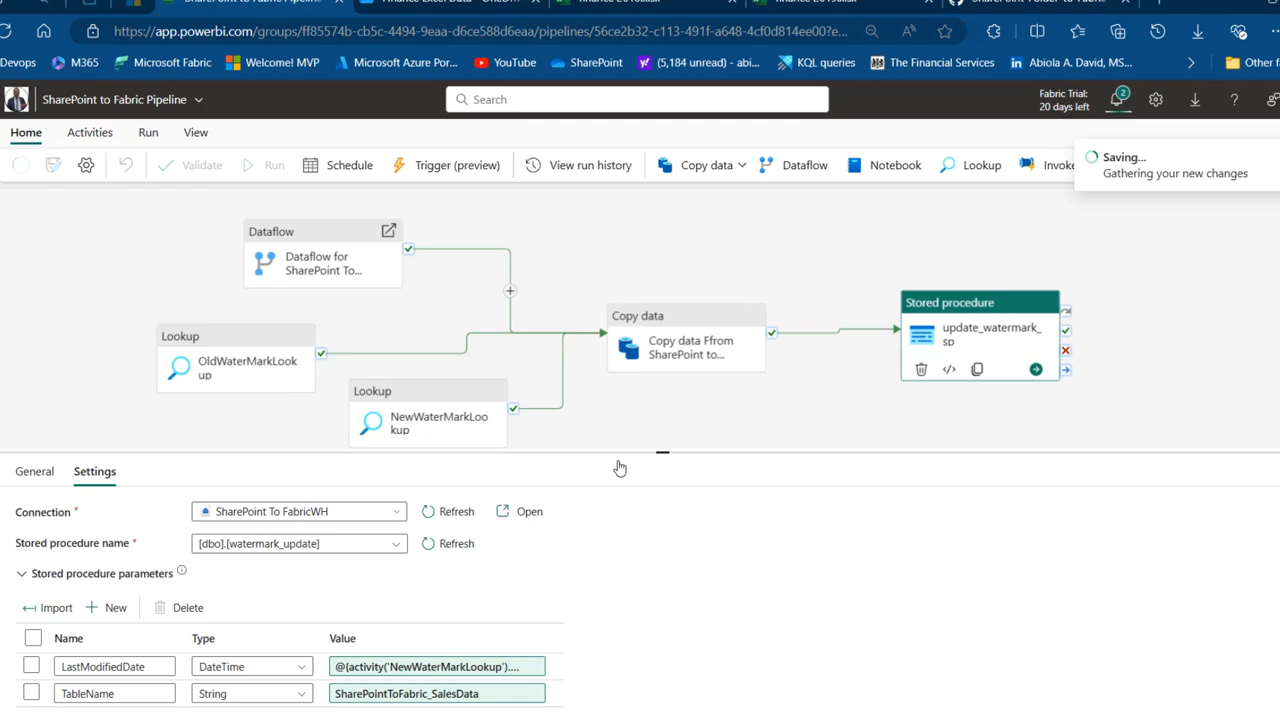 SharePoint to Fabric Pipeline
https://app.powerbi.com/groups/ff85574b-cb5c-4494-9eaa-d6ce588d6eaa/pipelines/56ce2b32-c113-491f-a648-4cf0d814ee00?e...
Devops M365 Microsoft Fabric Welcome! MVP Microsoft Azure Por... YouTube SharePoint (5,184 unread) - abi... KQL queries The Financial Services Abiola A. David, MS... Other f
SharePoint to Fabric Pipeline Search Fabric Trial:
20 days left 2
Home Activities Run View
Validate Run Schedule Trigger (preview) View run history Copy data Dataflow Notebook Lookup Invoke
Saving...
Gathering your new changes
Dataflow
Dataflow for
SharePoint To...
Lookup
OldWaterMarkLook
up
Lookup
NewWaterMarkLoo
kup
Copy data
Copy data Ffrom
SharePoint to...
Stored procedure
update_watermark_
sp
General Settings
Connection * SharePoint To FabricWH Refresh Open
Stored procedure name * [dbo].[watermark_update] Refresh
Stored procedure parameters
Import New Delete
Name Type Value
LastModifiedDate DateTime @{activity('NewWaterMarkLookup')....
TableName String SharePointToFabric_SalesData